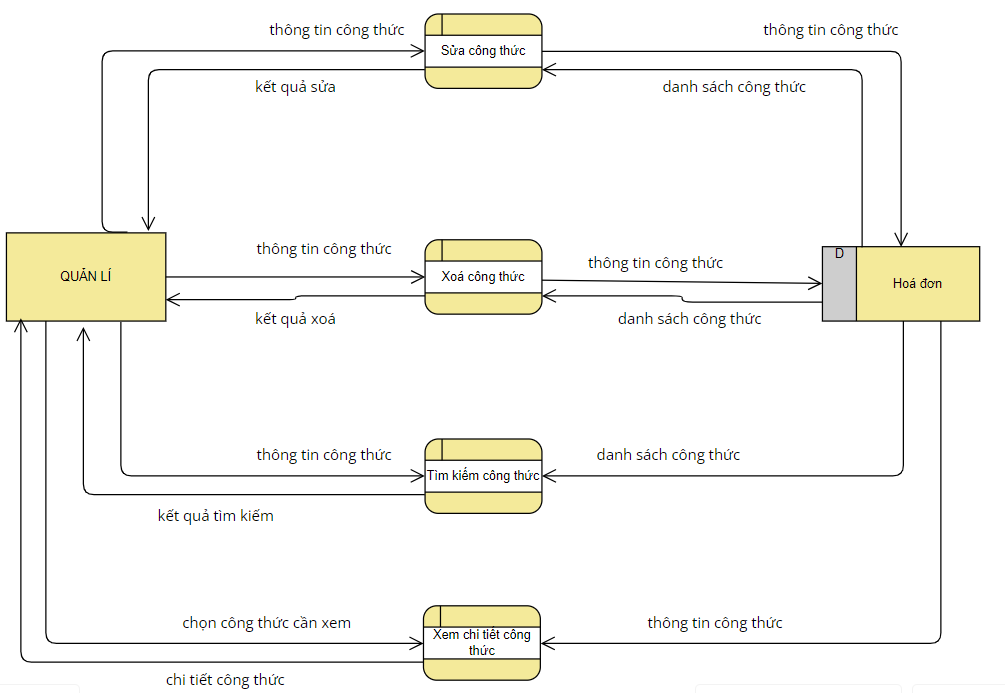 thông tin công thức
thông tin công thức
Sửa công thức
kết quả sửa
danh sách công thức
thông tin công thức
thông tin công thức
D
QUẢN LÍ
Xoá công thức
Hoá đơn
kết quả xoá
danh sách công thức
thông tin công thức
danh sách công thức
Tìm kiếm công thức
kết quả tìm kiếm
chọn công thức cần xem
thông tin công thức
Xem chi tiết công
thức
chi tiết công thức